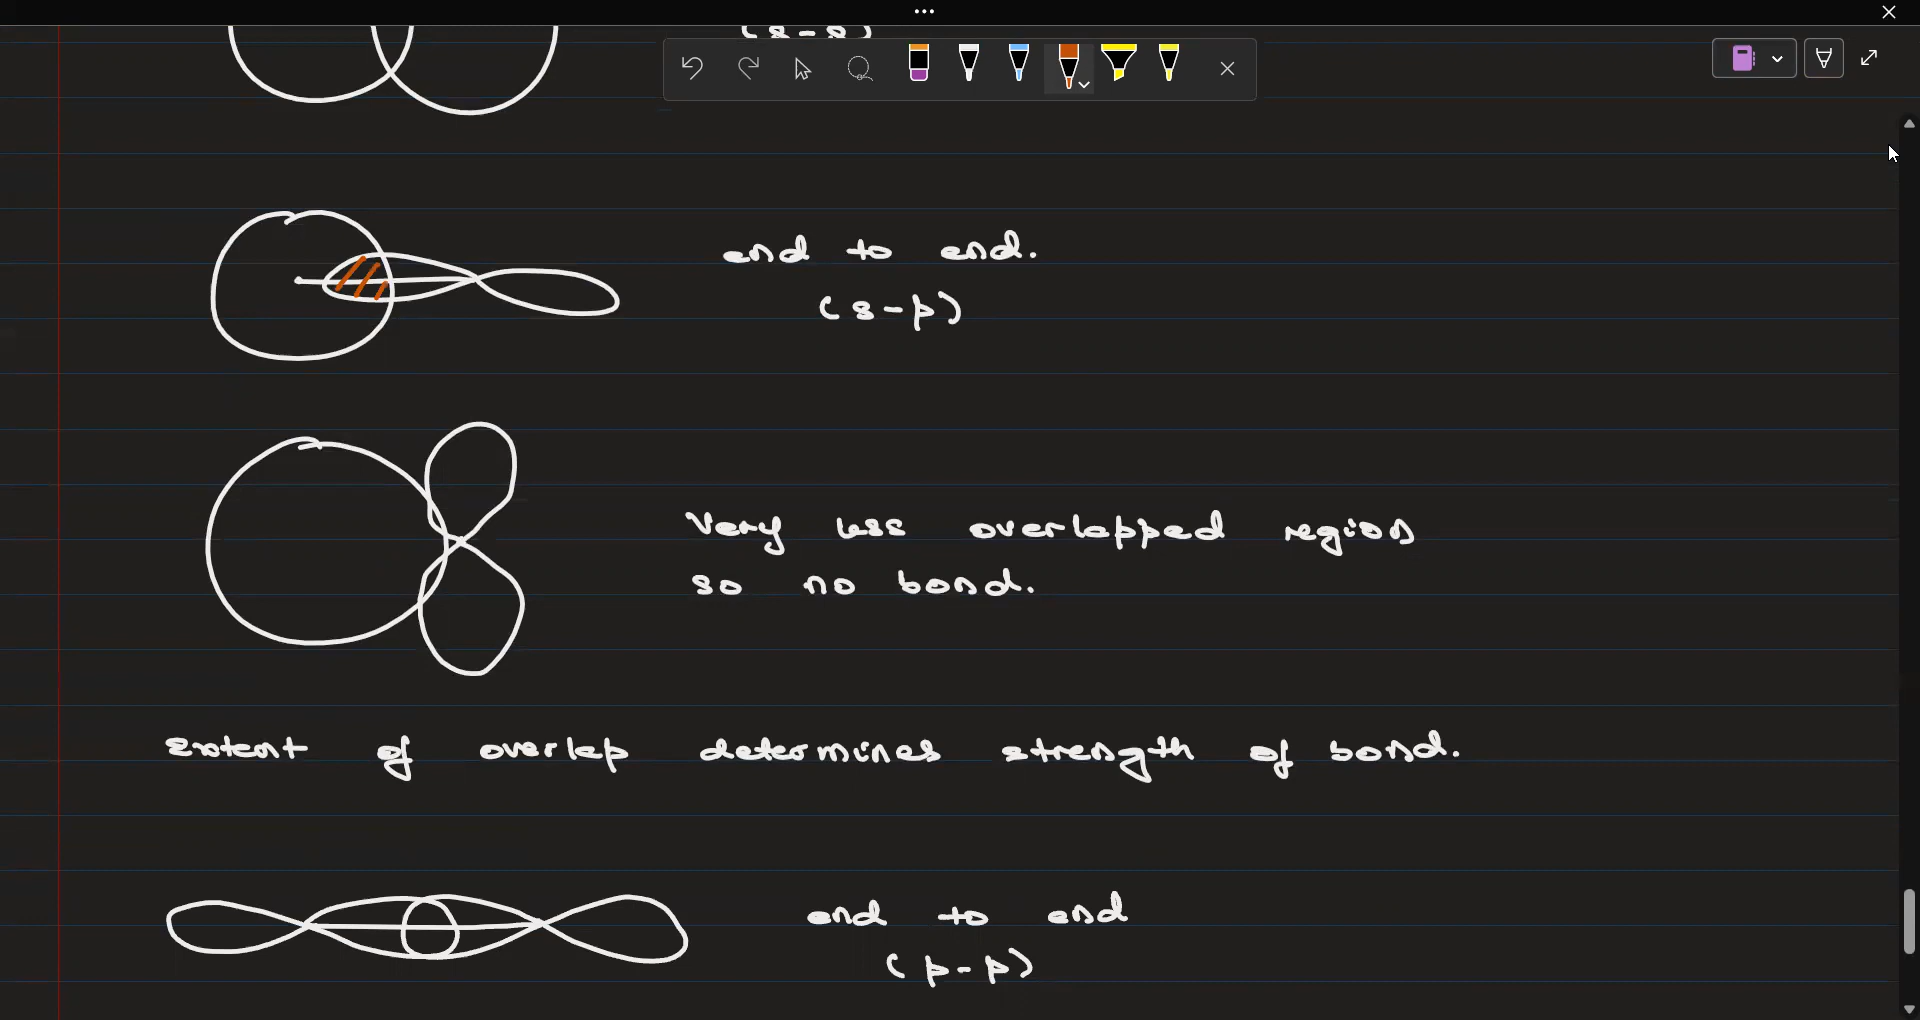 (s-s)
end to end.
(s-p)
Very less overlapped region
so no bond.
Extent of overlap determines strength of bond.
end to end
(p-p)